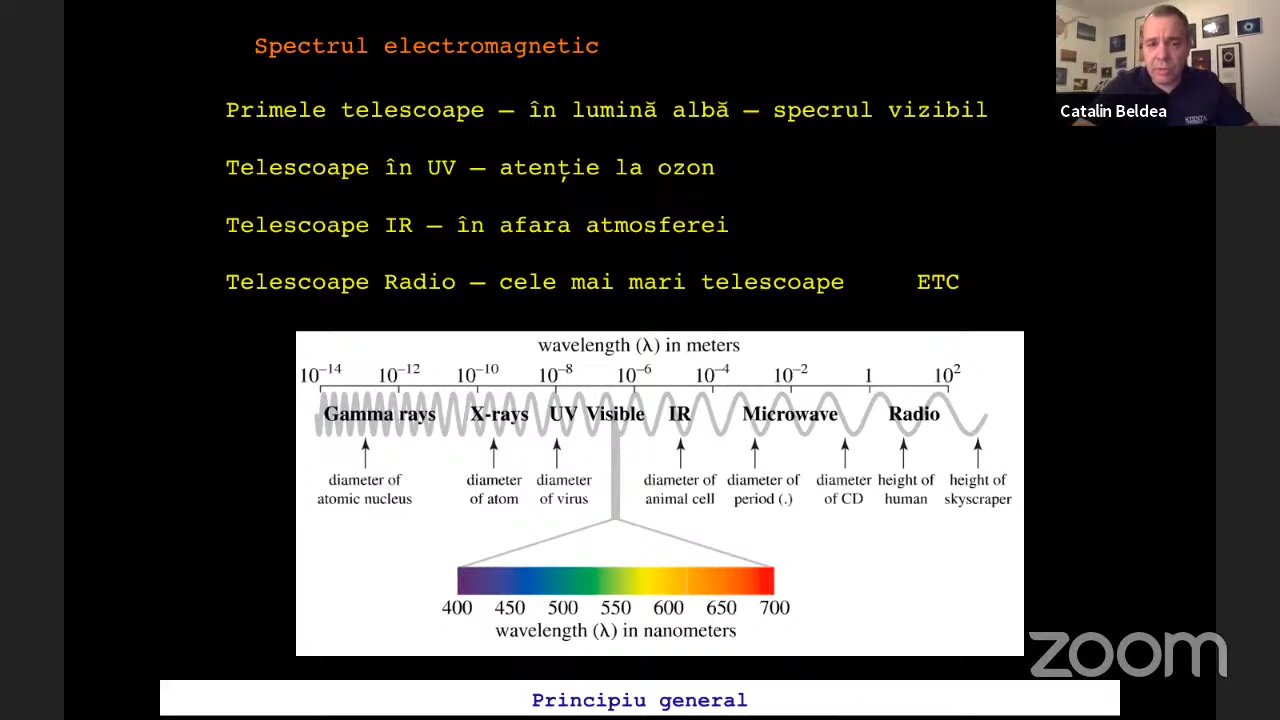 Spectrul electromagnetic
Catalin Beldea
Primele telescoape – în lumină albă – specrul vizibil
Telescoape în UV – atenție la ozon
Telescoape IR – în afara atmosferei
Telescoape Radio – cele mai mari telescoape ETC
wavelength (λ) in meters
10⁻¹⁴ 10⁻¹² 10⁻¹⁰ 10⁻⁸ 10⁻⁶ 10⁻⁴ 10⁻² 1 10²
Gamma rays X-rays UV Visible IR Microwave Radio
diameter of diameter diameter diameter of diameter of diameter height of height of
atomic nucleus of atom of virus animal cell period (.) of CD human skyscraper
400 450 500 550 600 650 700
wavelength (λ) in nanometers
zoom
Principiu general